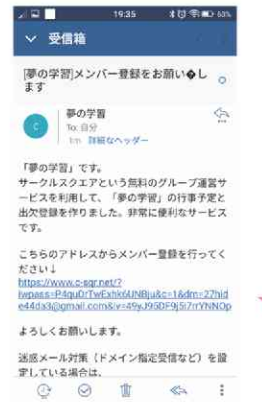 19:35
60%
受信箱
[夢の学習]メンバー登録をお願い�し
ます
夢の学習
To: 自分
詳細なヘッダー
「夢の学習」です。
サークルスクエアという無料のグループ運営サ
ービスを利用して、「夢の学習」の行事予定と
出欠登録を作りました。非常に便利なサービス
です。
こちらのアドレスからメンバー登録を行ってく
ださい↓
https://www.c-sqr.net/?
よろしくお願いします。
迷惑メール対策（ドメイン指定受信など）を設
定している場合は、